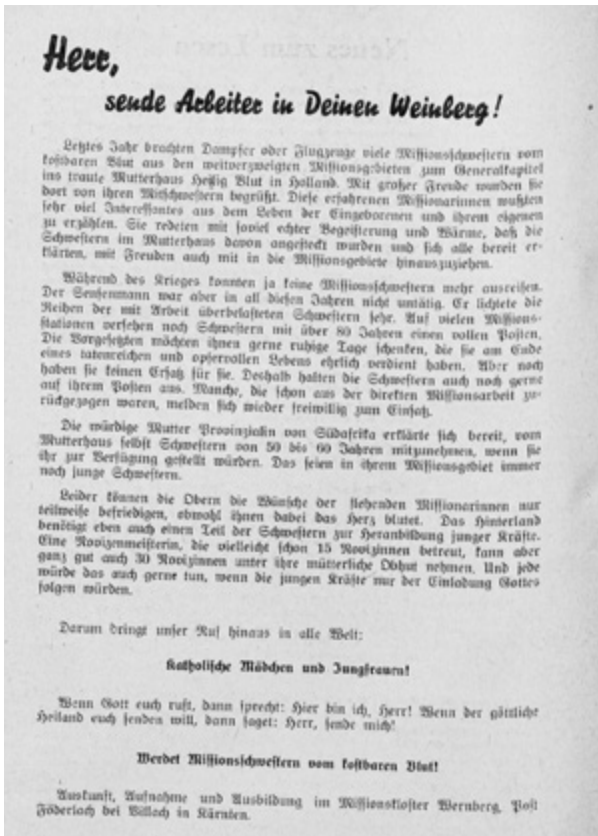 Herr,
sende Arbeiter in Deinen Weinberg!
Letztes Jahr brachten Dampfer oder Flugzeuge viele Missionsschwestern vom
kostbaren Blut aus den weitverzweigten Missionsgebieten zum Generalkapitel
ins traute Mutterhaus Heilig Blut in Holland. Mit großer Freude wurden sie
dort von ihren Mitschwestern begrüßt. Diese erfahrenen Missionarinnen wußten
sehr viel Interessantes aus dem Leben der Eingeborenen und ihrem eigenen
zu erzählen. Sie redeten mit soviel echter Begeisterung und Wärme, daß die
Schwestern im Mutterhaus davon angesteckt wurden und sich alle bereit er-
klärten, mit Freuden auch mit in die Missionsgebiete hinauszuziehen.
Während des Krieges konnten ja keine Missionsschwestern mehr ausreisen.
Der Sensenmann war aber in all diesen Jahren nicht untätig. Er lichtete die
Reihen der mit Arbeit überbelasteten Schwestern sehr. Auf vielen Missions-
stationen versehen noch Schwestern mit über 80 Jahren einen vollen Posten.
Die Vorgesetzten möchten ihnen gerne ruhige Tage schenken, die sie am Ende
eines tatenreichen und opfervollen Lebens ehrlich verdient haben. Aber noch
haben sie keinen Ersatz für sie. Deshalb halten die Schwestern auch noch gerne
auf ihrem Posten aus. Manche, die schon aus der direkten Missionsarbeit zu-
rückgezogen waren, melden sich wieder freiwillig zum Einsatz.
Die würdige Mutter Provinzialin von Südafrika erklärte sich bereit, vom
Mutterhaus selbst Schwestern von 50 bis 60 Jahren mitzunehmen, wenn sie
ihr zur Verfügung gestellt würden. Das seien in ihrem Missionsgebiet immer
noch junge Schwestern.
Leider können die Obern die Wünsche der flehenden Missionarinnen nur
teilweise befriedigen, obwohl ihnen dabei das Herz blutet. Das Hinterland
benötigt eben auch einen Teil der Schwestern zur Heranbildung junger Kräfte.
Eine Novizenmeisterin, die vielleicht schon 15 Novizinnen betreut, kann aber
ganz gut auch 30 Novizinnen unter ihre mütterliche Obhut nehmen. Und jede
würde das auch gerne tun, wenn die jungen Kräfte nur der Einladung Gottes
folgen würden.
Darum dringt unser Ruf hinaus in alle Welt:
Katholische Mädchen und Jungfrauen!
Wenn Gott euch ruft, dann sprecht: Hier bin ich, Herr! Wenn der göttliche
Heiland euch senden will, dann saget: Herr, sende mich!
Werdet Missionsschwestern vom kostbaren Blut!
Auskunft, Aufnahme und Ausbildung im Missionskloster Wernberg, Post
Föderlach bei Villach in Kärnten.